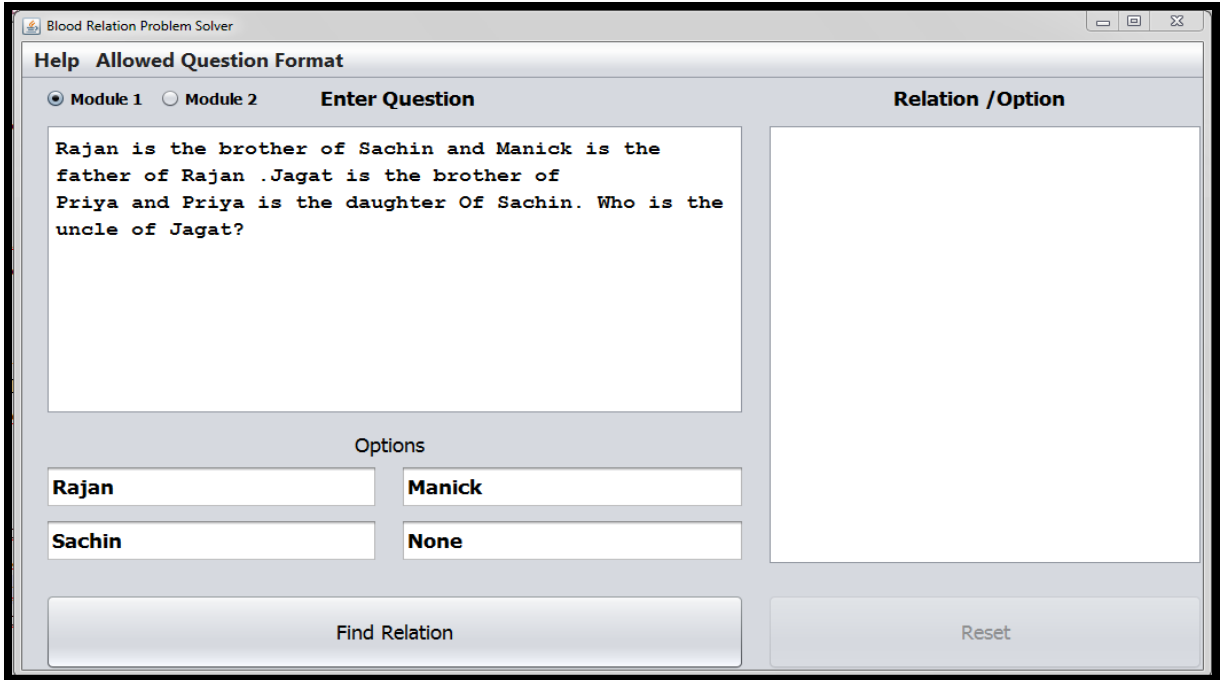 Blood Relation Problem Solver
Help Allowed Question Format
Module 1 Module 2 Enter Question Relation /Option
Rajan is the brother of Sachin and Manick is the
father of Rajan .Jagat is the brother of
Priya and Priya is the daughter Of Sachin. Who is the
uncle of Jagat?
Options
Rajan Manick
Sachin None
Find Relation Reset